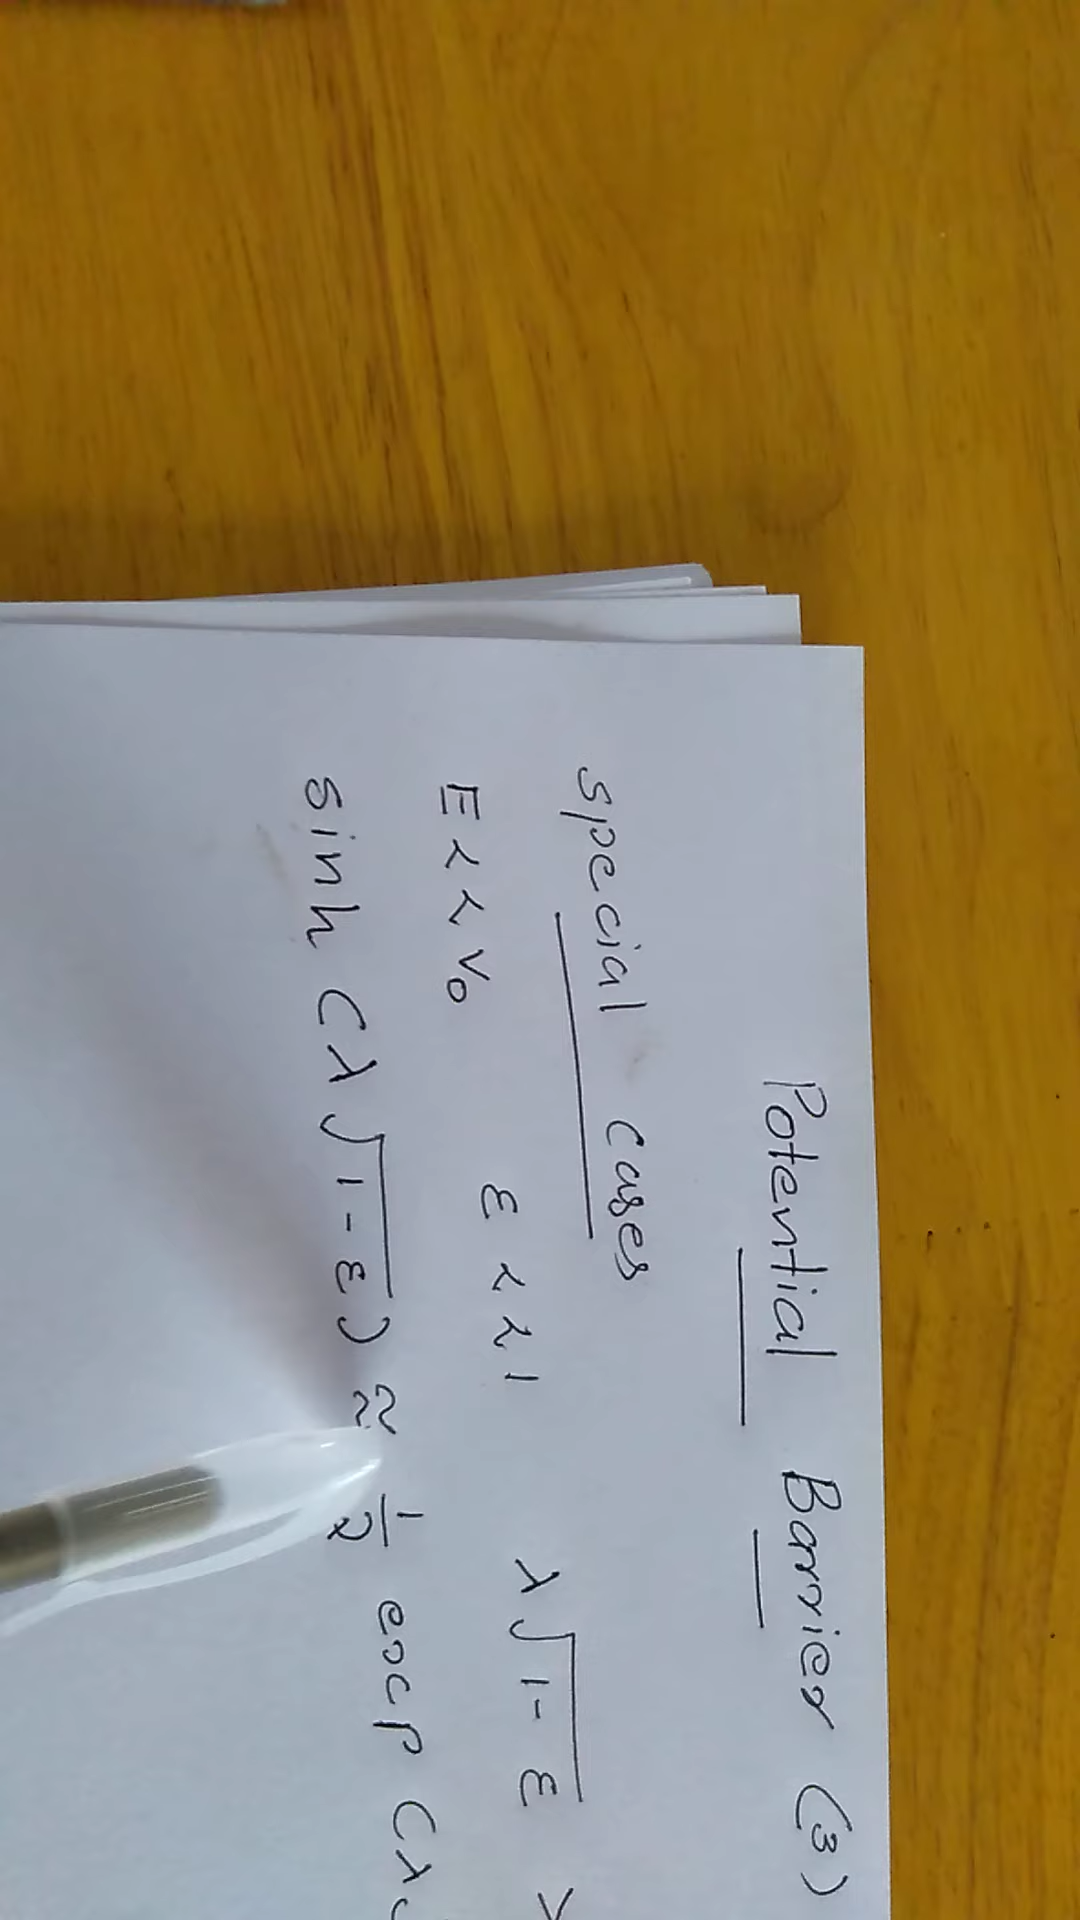 Potential Barrier (3)
Special Cases
E << V₀ ε << 1 λ√1-ε >
sinh (λ√1-ε) ≈ 1/2 exp (λ√